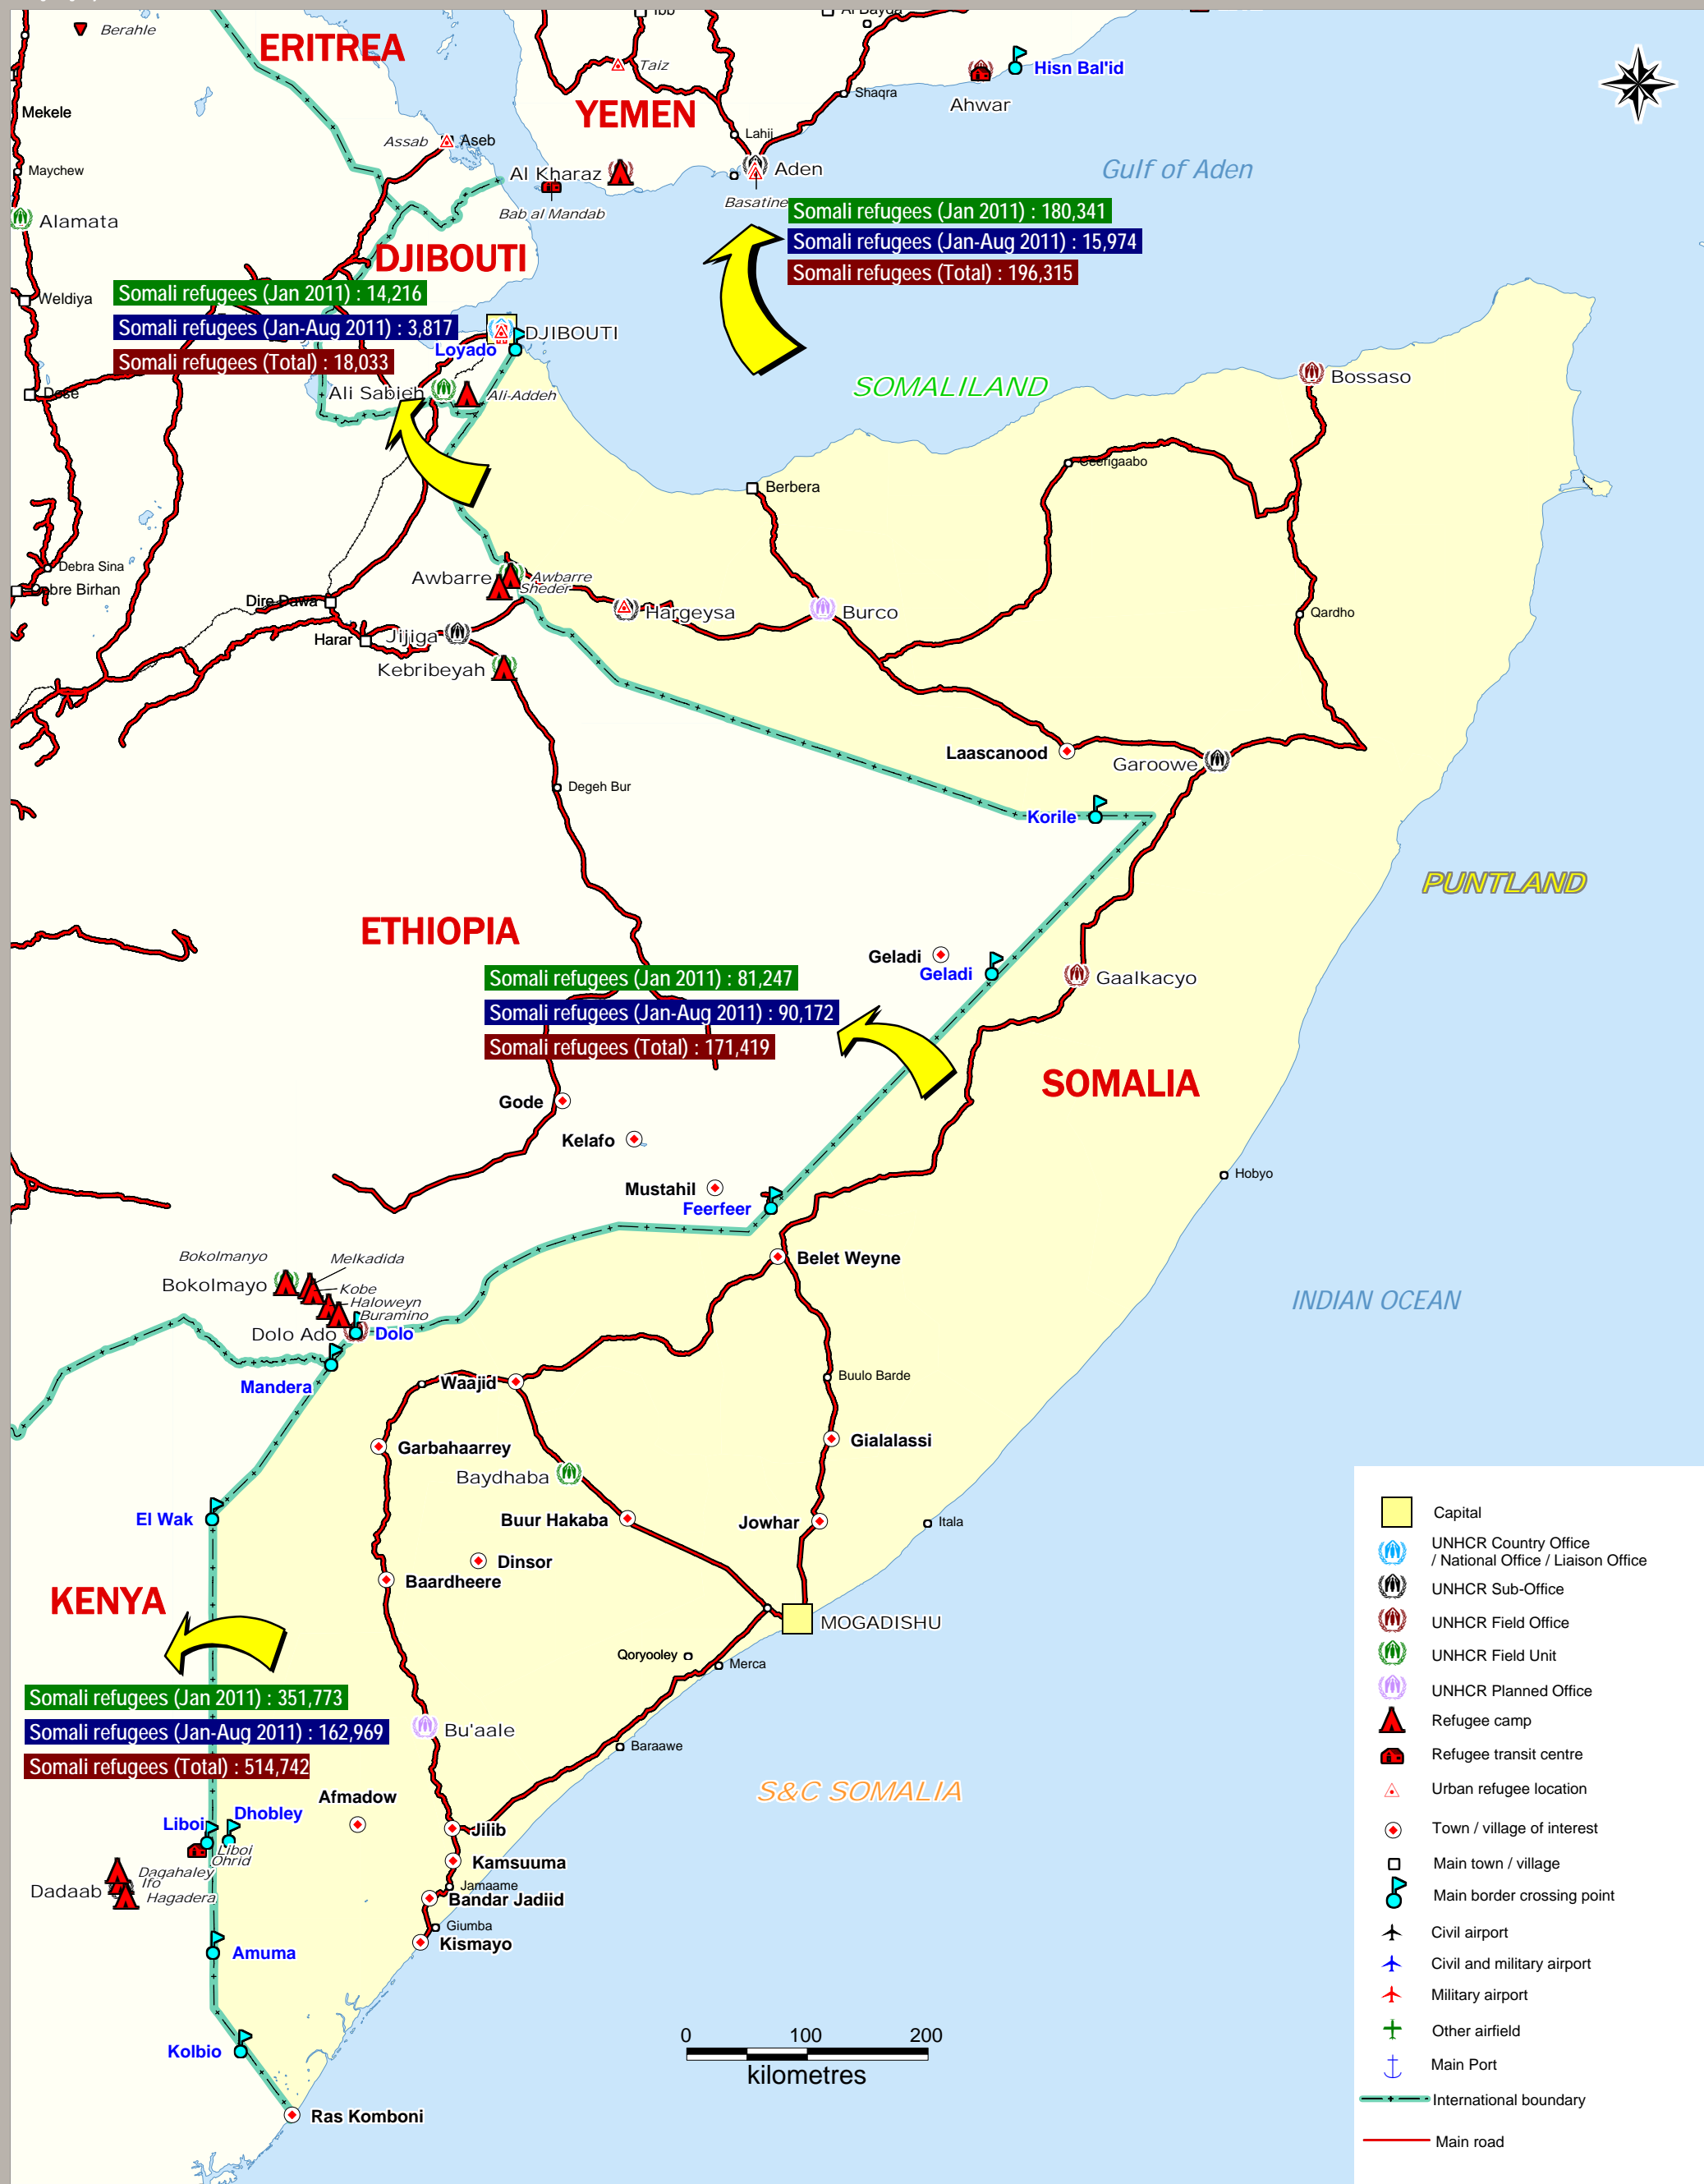 Berahle
ERITREA
Ibb
Al Bayda
Taiz
Hisn Bal'id
Shaqra
Ahwar
Mekele
YEMEN
Lahij
Assab
Aseb
Maychew
Al Kharaz
Aden
Gulf of Aden
Bab al Mandab
Basatine
Alamata
Somali refugees (Jan 2011) : 180,341
Somali refugees (Jan-Aug 2011) : 15,974
Somali refugees (Total) : 196,315
DJIBOUTI
Somali refugees (Jan 2011) : 14,216
Somali refugees (Jan-Aug 2011) : 3,817
Somali refugees (Total) : 18,033
Weldiya
DJIBOUTI
Loyado
Dese
Ali Sabieh
Ali-Addeh
SOMALILAND
Bossaso
Ceerigaabo
Berbera
Debra Sina
Debre Birhan
Awbarre
Awbarre
Sheder
Dire Dawa
Hargeysa
Burco
Qardho
Harar
Jijiga
Kebribeyah
Laascanood
Garoowe
Degeh Bur
Korile
PUNTLAND
ETHIOPIA
Geladi
Geladi
Gaalkacyo
Somali refugees (Jan 2011) : 81,247
Somali refugees (Jan-Aug 2011) : 90,172
Somali refugees (Total) : 171,419
SOMALIA
Gode
Kelafo
Hobyo
Mustahil
Feerfeer
Bokolmanyo
Melkadida
Belet Weyne
Bokolmayo
Kobe
Haloweyn
Buramino
Dolo Ado
Dolo
INDIAN OCEAN
Mandera
Waajid
Buulo Barde
Garbahaarrey
Gialalassi
Baydhaba
El Wak
Buur Hakaba
Jowhar
Itala
Dinsor
Baardheere
KENYA
MOGADISHU
Qoryooley
Merca
Somali refugees (Jan 2011) : 351,773
Somali refugees (Jan-Aug 2011) : 162,969
Somali refugees (Total) : 514,742
Bu'aale
Baraawe
Afmadow
S&C SOMALIA
Liboi
Dhobley
Jilib
Libol
Ohrid
Kamsuuma
Dagahaley
Ifo
Dadaab
Hagadera
Jamaame
Bandar Jadiid
Giumba
Kismayo
Amuma
Kolbio
Ras Komboni
0 100 200
kilometres
Capital
UNHCR Country Office
/ National Office / Liaison Office
UNHCR Sub-Office
UNHCR Field Office
UNHCR Field Unit
UNHCR Planned Office
Refugee camp
Refugee transit centre
Urban refugee location
Town / village of interest
Main town / village
Main border crossing point
Civil airport
Civil and military airport
Military airport
Other airfield
Main Port
International boundary
Main road